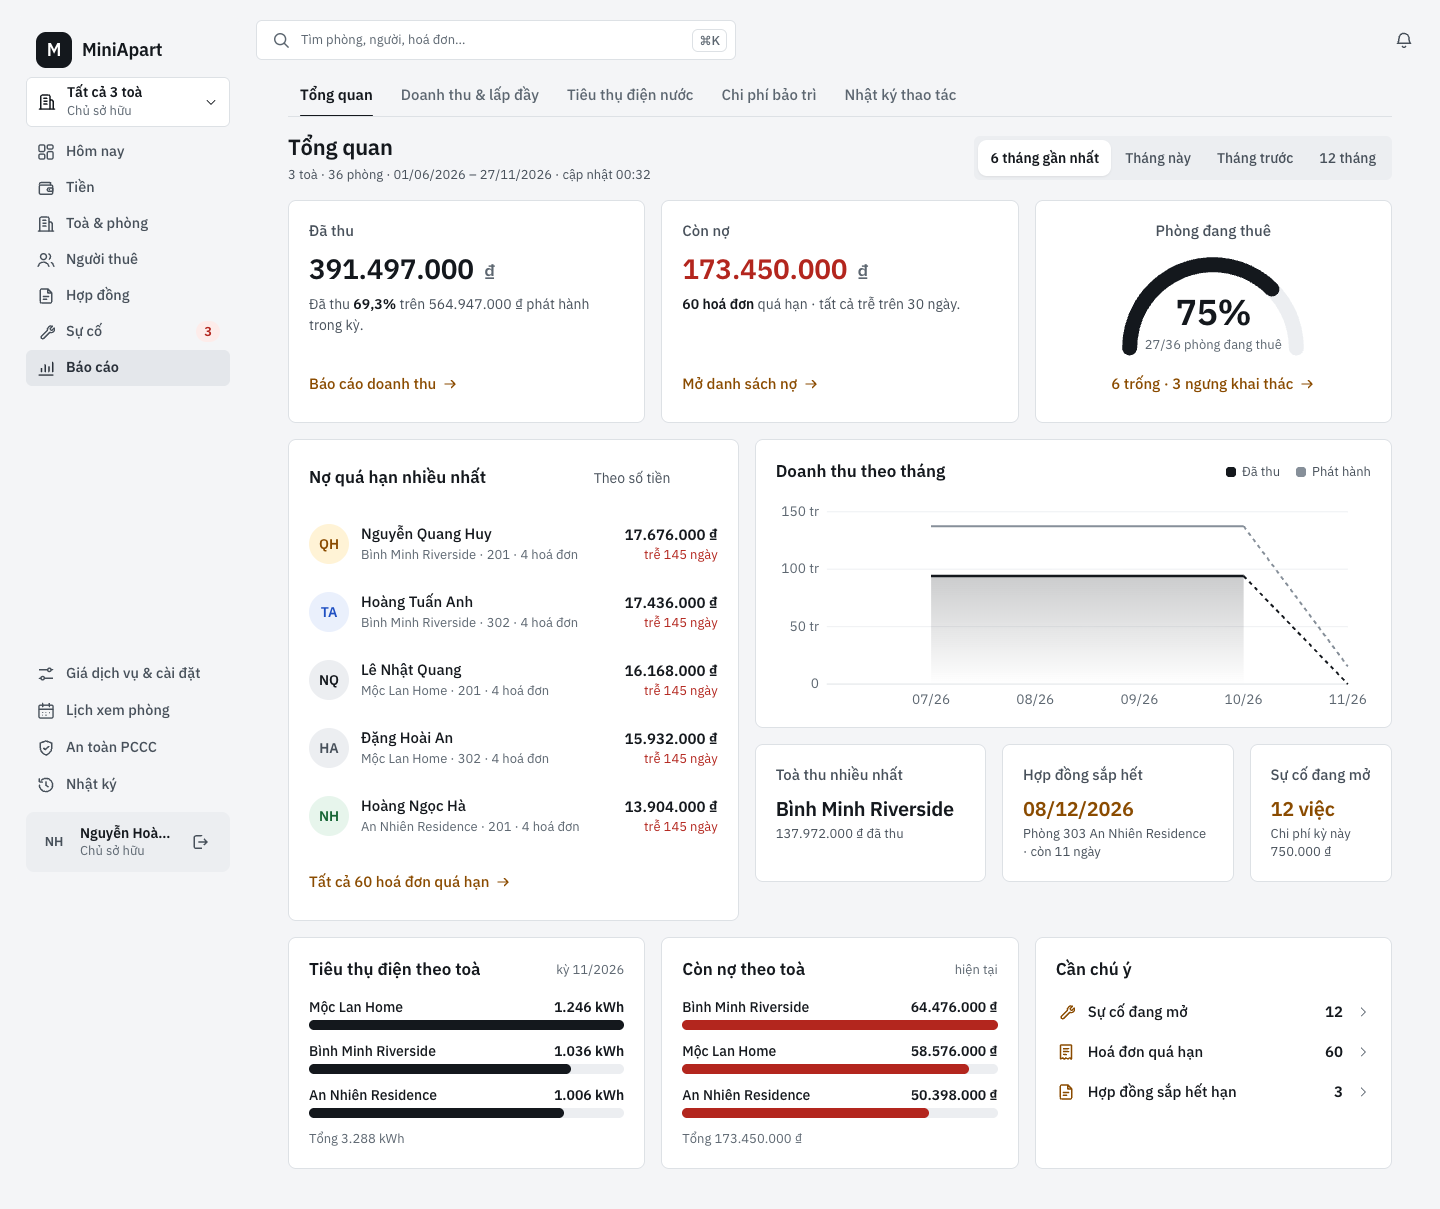 M MiniApart
Tìm phòng, người, hoá đơn... ⌘K
Tất cả 3 toà
Chủ sở hữu
Hôm nay
Tiền
Toà & phòng
Người thuê
Hợp đồng
Sự cố 3
Báo cáo
Giá dịch vụ & cài đặt
Lịch xem phòng
An toàn PCCC
Nhật ký
NH Nguyễn Hoà...
Chủ sở hữu
Tổng quan Doanh thu & lấp đầy Tiêu thụ điện nước Chi phí bảo trì Nhật ký thao tác
Tổng quan
3 toà · 36 phòng · 01/06/2026 – 27/11/2026 · cập nhật 00:32
6 tháng gần nhất Tháng này Tháng trước 12 tháng
Đã thu
391.497.000 ₫
Đã thu 69,3% trên 564.947.000 ₫ phát hành
trong kỳ.
Báo cáo doanh thu →
Còn nợ
173.450.000 ₫
60 hoá đơn quá hạn · tất cả trễ trên 30 ngày.
Mở danh sách nợ →
Phòng đang thuê
75%
27/36 phòng đang thuê
6 trống · 3 ngưng khai thác →
Nợ quá hạn nhiều nhất Theo số tiền
QH Nguyễn Quang Huy 17.676.000 ₫
Bình Minh Riverside · 201 · 4 hoá đơn trễ 145 ngày
TA Hoàng Tuấn Anh 17.436.000 ₫
Bình Minh Riverside · 302 · 4 hoá đơn trễ 145 ngày
NQ Lê Nhật Quang 16.168.000 ₫
Mộc Lan Home · 201 · 4 hoá đơn trễ 145 ngày
HA Đặng Hoài An 15.932.000 ₫
Mộc Lan Home · 302 · 4 hoá đơn trễ 145 ngày
NH Hoàng Ngọc Hà 13.904.000 ₫
An Nhiên Residence · 201 · 4 hoá đơn trễ 145 ngày
Tất cả 60 hoá đơn quá hạn →
Doanh thu theo tháng Đã thu Phát hành
150 tr
100 tr
50 tr
0
07/26 08/26 09/26 10/26 11/26
Toà thu nhiều nhất
Bình Minh Riverside
137.972.000 ₫ đã thu
Hợp đồng sắp hết
08/12/2026
Phòng 303 An Nhiên Residence
· còn 11 ngày
Sự cố đang mở
12 việc
Chi phí kỳ này
750.000 ₫
Tiêu thụ điện theo toà kỳ 11/2026
Mộc Lan Home 1.246 kWh
Bình Minh Riverside 1.036 kWh
An Nhiên Residence 1.006 kWh
Tổng 3.288 kWh
Còn nợ theo toà hiện tại
Bình Minh Riverside 64.476.000 ₫
Mộc Lan Home 58.576.000 ₫
An Nhiên Residence 50.398.000 ₫
Tổng 173.450.000 ₫
Cần chú ý
Sự cố đang mở 12
Hoá đơn quá hạn 60
Hợp đồng sắp hết hạn 3